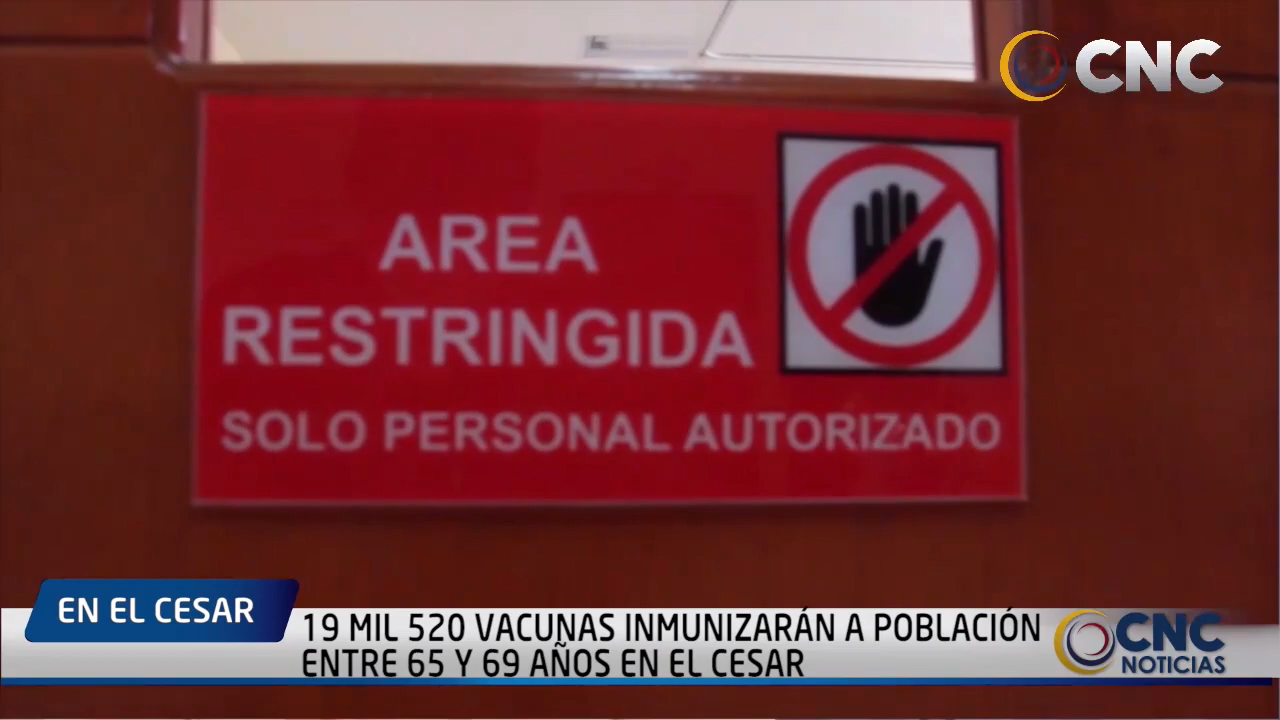 CNC
AREA
RESTRINGIDA
SOLO PERSONAL AUTORIZADO
EN EL CESAR
19 MIL 520 VACUNAS INMUNIZARÁN A POBLACIÓN
ENTRE 65 Y 69 AÑOS EN EL CESAR
CNC
NOTICIAS